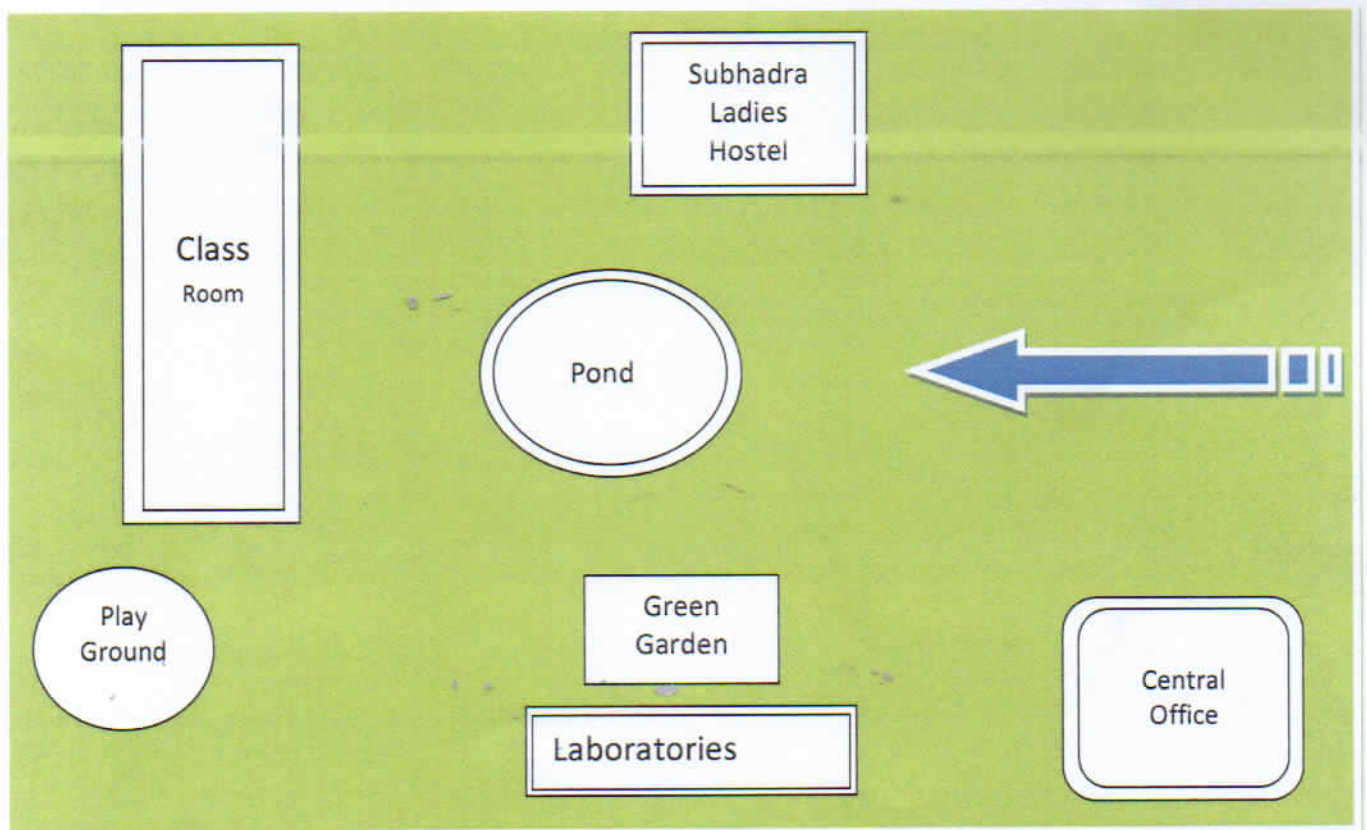 Subhadra
Ladies
Hostel
Class
Room
Pond
Play
Ground
Green
Garden
Central
Office
Laboratories